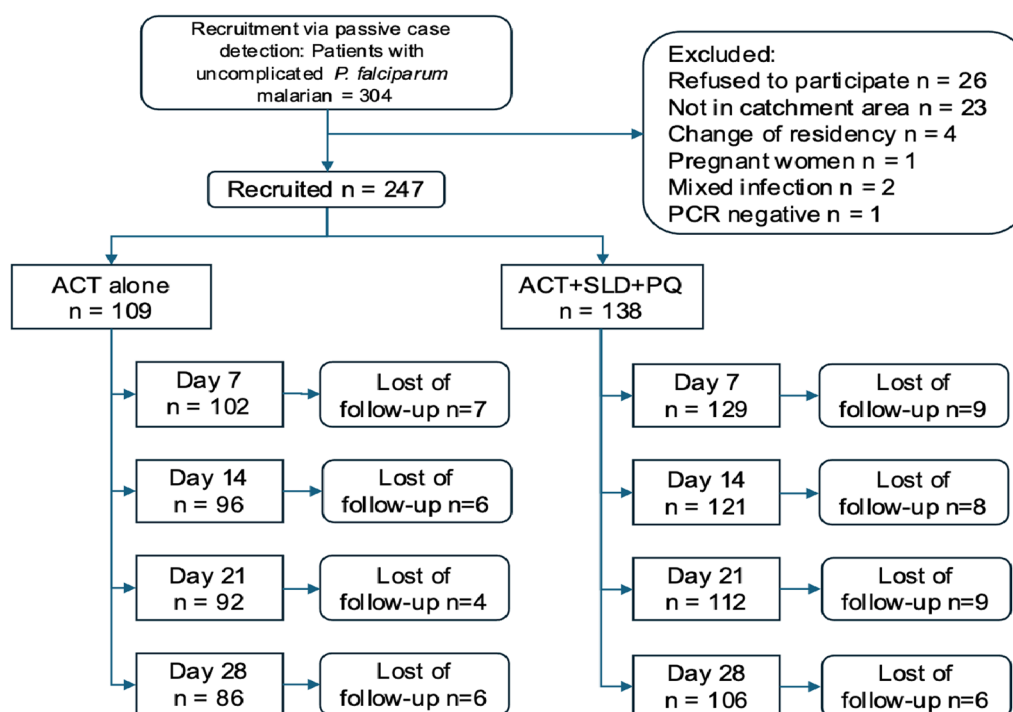 Recruitment via passive case
detection: Patients with
uncomplicated P. falciparum
malarian = 304
Excluded:
Refused to participate n = 26
Not in catchment area n = 23
Change of residency n = 4
Pregnant women n = 1
Mixed infection n = 2
PCR negative n = 1
Recruited n = 247
ACT alone
n = 109
ACT+SLD+PQ
n = 138
Day 7
n = 102
Lost of
follow-up n=7
Day 7
n = 129
Lost of
follow-up n=9
Day 14
n = 96
Lost of
follow-up n=6
Day 14
n = 121
Lost of
follow-up n=8
Day 21
n = 92
Lost of
follow-up n=4
Day 21
n = 112
Lost of
follow-up n=9
Day 28
n = 86
Lost of
follow-up n=6
Day 28
n = 106
Lost of
follow-up n=6